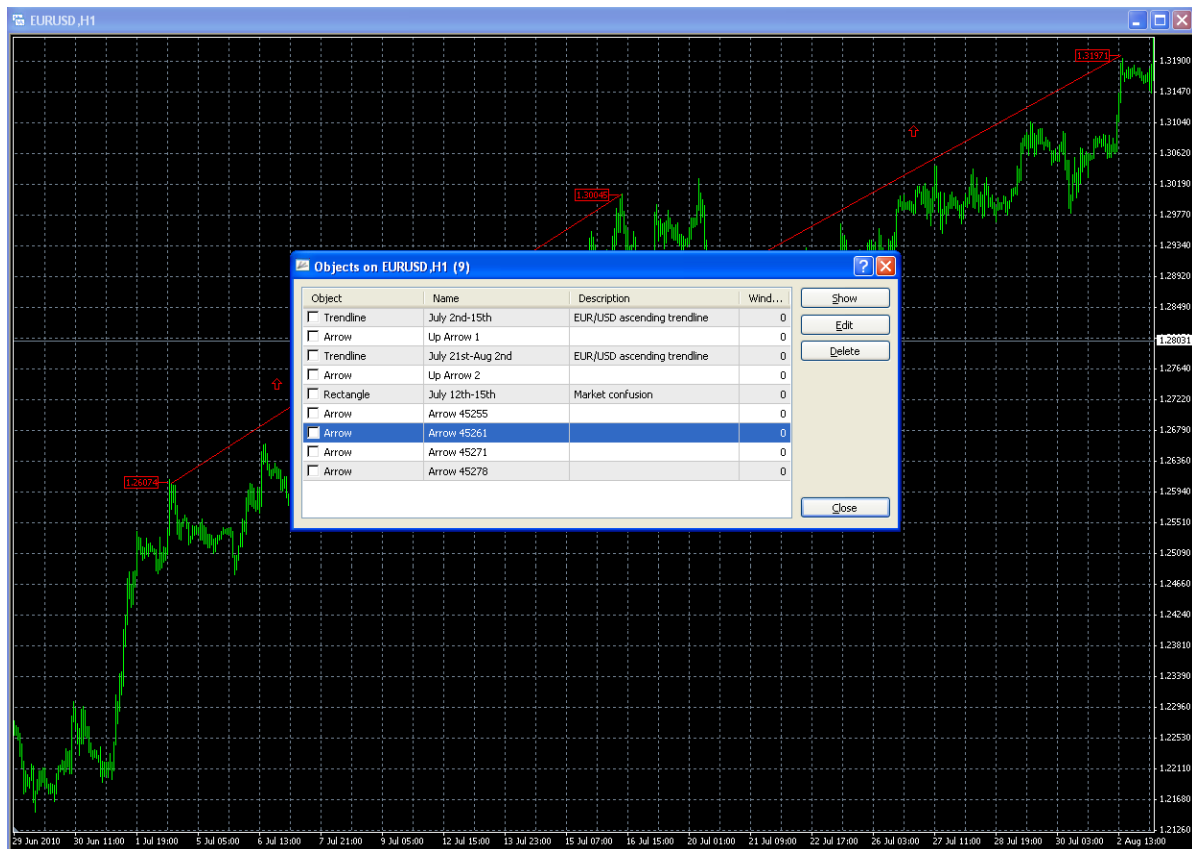 EURUSD,H1
1.31971
1.31900
1.31470
1.31040
1.30620
1.30190
1.30045
1.29770
1.29340
1.28920
1.28490
1.28031
1.27640
1.27220
1.26790
1.26360
1.26074
1.25940
1.25510
1.25090
1.24660
1.24240
1.23810
1.23390
1.22960
1.22530
1.22110
1.21680
1.21260
Objects on EURUSD,H1 (9)
Object Name Description Wind...
Trendline July 2nd-15th EUR/USD ascending trendline 0
Arrow Up Arrow 1 0
Trendline July 21st-Aug 2nd EUR/USD ascending trendline 0
Arrow Up Arrow 2 0
Rectangle July 12th-15th Market confusion 0
Arrow Arrow 45255 0
Arrow Arrow 45261 0
Arrow Arrow 45271 0
Arrow Arrow 45278 0
Show
Edit
Delete
Close
29 Jun 2010 30 Jun 11:00 1 Jul 19:00 5 Jul 05:00 6 Jul 13:00 7 Jul 21:00 9 Jul 05:00 12 Jul 15:00 13 Jul 23:00 15 Jul 07:00 16 Jul 15:00 20 Jul 01:00 21 Jul 09:00 22 Jul 17:00 26 Jul 03:00 27 Jul 11:00 28 Jul 19:00 30 Jul 03:00 2 Aug 13:00